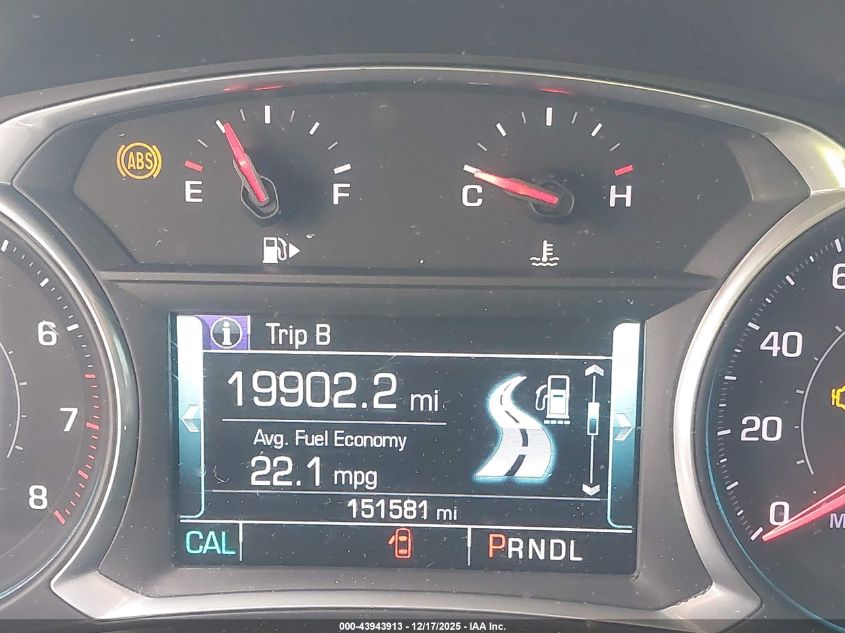 ABS
E F
C H
6
7
8
i Trip B
19902.2 mi
Avg. Fuel Economy
22.1 mpg
151581 mi
CAL
PRNDL
40
20
0
000-43943913 - 12/17/2025 - IAA Inc.